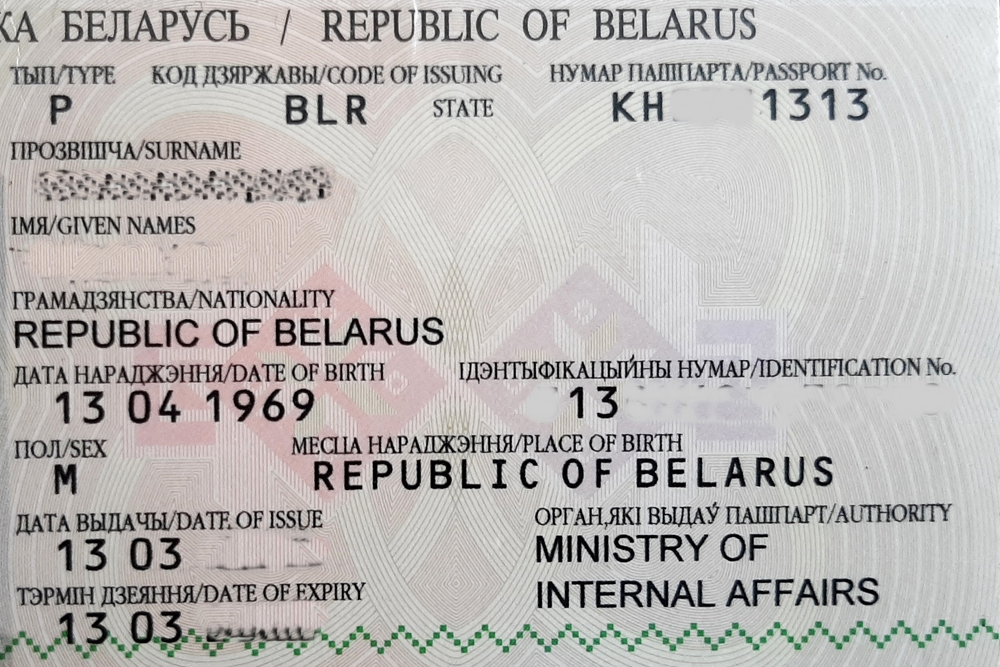 КА БЕЛАРУСЬ / REPUBLIC OF BELARUS
ТЫП/TYPE КОД ДЗЯРЖАВЫ/CODE OF ISSUING НУМАР ПАШПАРТА/PASSPORT No.
P BLR STATE KH 1313
ПРОЗВІШЧА/SURNAME
ІМЯ/GIVEN NAMES
ГРАМАДЗЯНСТВА/NATIONALITY
REPUBLIC OF BELARUS
ДАТА НАРАДЖЭННЯ/DATE OF BIRTH ІДЭНТЫФІКАЦЫЙНЫ НУМАР/IDENTIFICATION No.
13 04 1969 13
ПОЛ/SEX МЕСЦА НАРАДЖЭННЯ/PLACE OF BIRTH
M REPUBLIC OF BELARUS
ДАТА ВЫДАЧЫ/DATE OF ISSUE ОРГАН,ЯКІ ВЫДАЎ ПАШПАРТ/AUTHORITY
13 03 MINISTRY OF
ТЭРМІН ДЗЕЯННЯ/DATE OF EXPIRY INTERNAL AFFAIRS
13 03